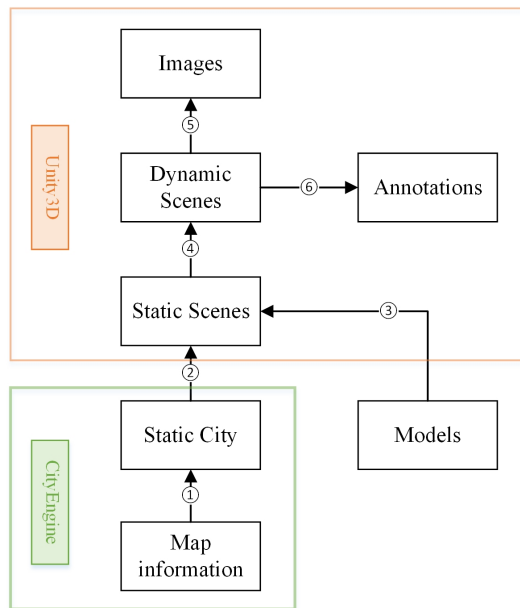 Images
⑤
Unity3D
Dynamic
Scenes
⑥
Annotations
④
Static Scenes
③
②
Static City
Models
CityEngine
①
Map
information